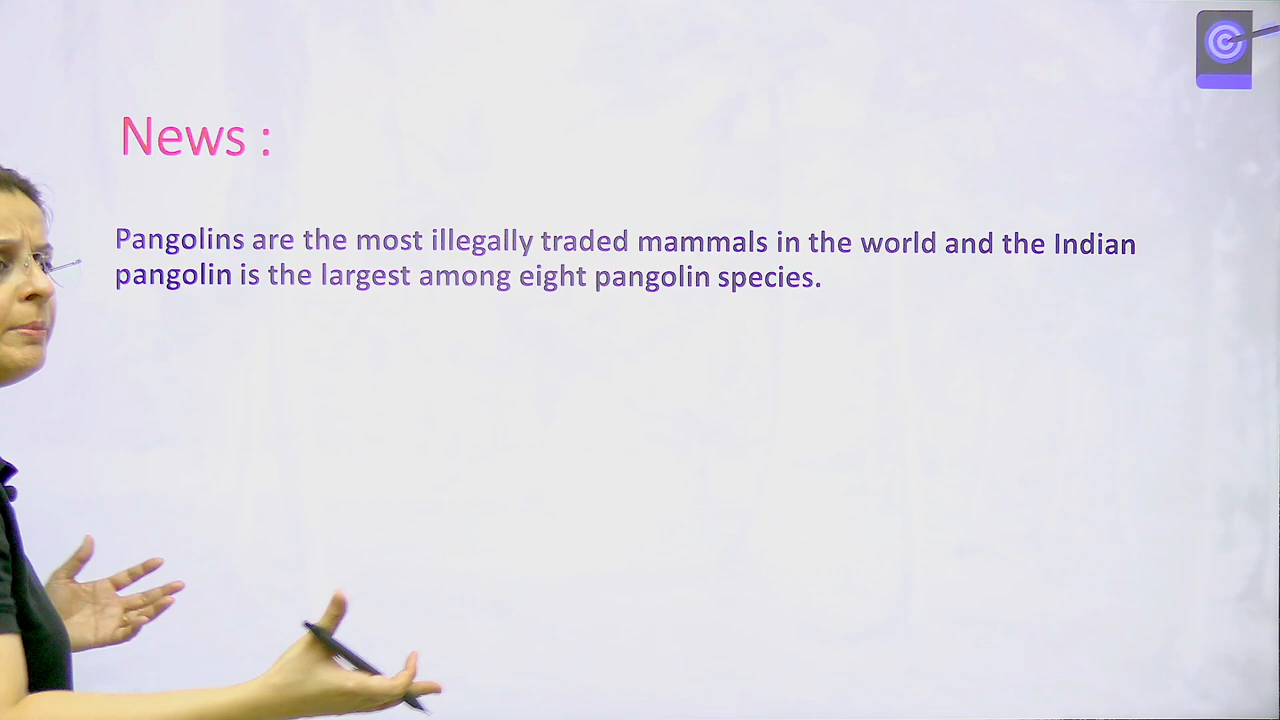 News :
Pangolins are the most illegally traded mammals in the world and the Indian
pangolin is the largest among eight pangolin species.